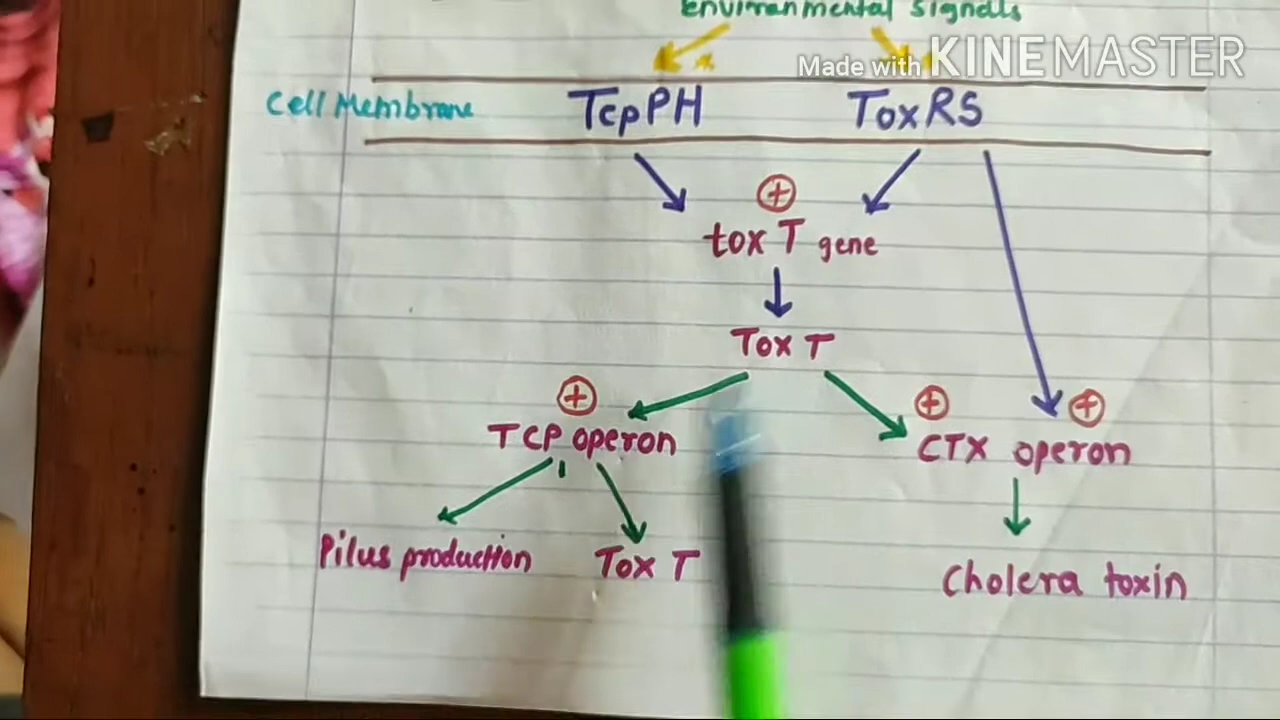 Environmental signals
Made with KINEMASTER
Cell Membrane TcpPH ToxRS
+
tox T gene
Tox T
+ + +
TCP operon CTX operon
Pilus production Tox T Cholera toxin